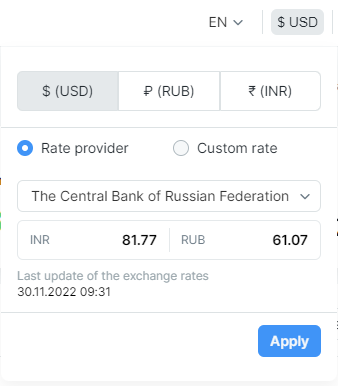 EN $ USD
$ (USD) ₽ (RUB) ₹ (INR)
Rate provider Custom rate
The Central Bank of Russian Federation
INR 81.77 RUB 61.07
Last update of the exchange rates
30.11.2022 09:31
Apply